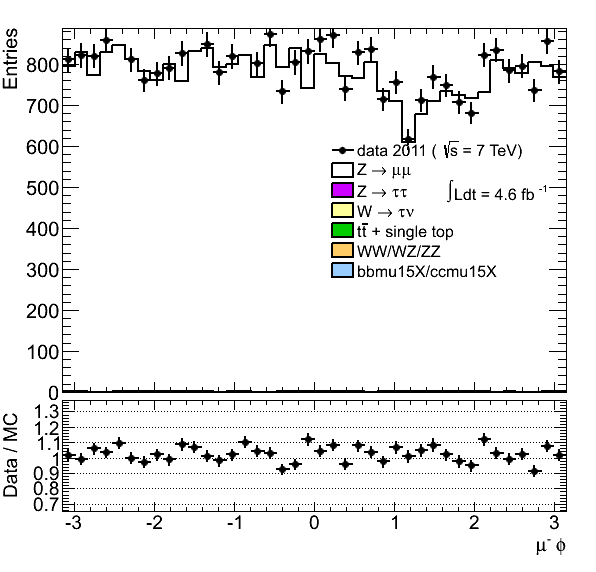 Entries
800
700
600
500
400
300
200
100
0
data 2011 ( √s = 7 TeV)
Z → μμ
Z → ττ
∫Ldt = 4.6 fb⁻¹
W → τν
tt̄ + single top
WW/WZ/ZZ
bbmu15X/ccmu15X
Data / MC
1.3
1.2
1.1
1
0.9
0.8
0.7
-3 -2 -1 0 1 2 3
μ⁻ ϕ